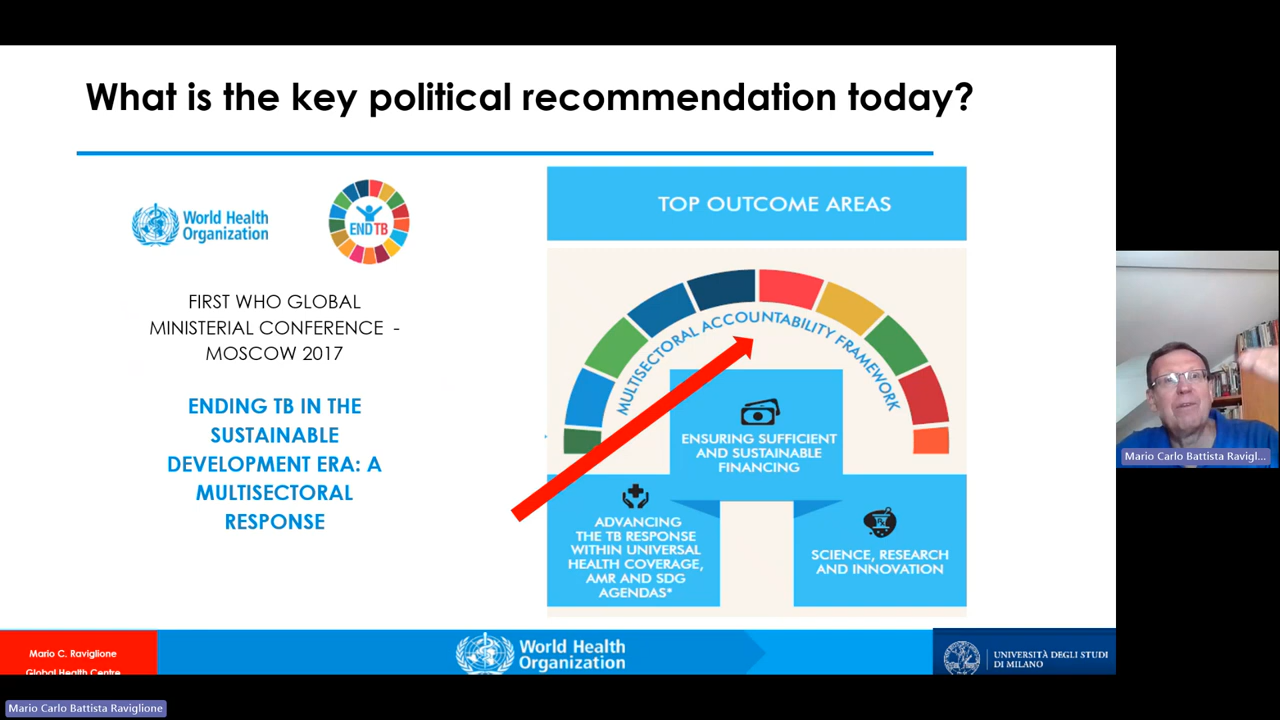 What is the key political recommendation today?
World Health
Organization
END TB
FIRST WHO GLOBAL
MINISTERIAL CONFERENCE -
MOSCOW 2017
ENDING TB IN THE
SUSTAINABLE
DEVELOPMENT ERA: A
MULTISECTORAL
RESPONSE
TOP OUTCOME AREAS
MULTISECTORAL ACCOUNTABILITY FRAMEWORK
ENSURING SUFFICIENT
AND SUSTAINABLE
FINANCING
ADVANCING
THE TB RESPONSE
WITHIN UNIVERSAL
HEALTH COVERAGE,
AMR AND SDG
AGENDAS*
SCIENCE, RESEARCH
AND INNOVATION
Mario Carlo Battista Ravigl...
Mario C. Raviglione
Global Health Centre
World Health
Organization
UNIVERSITÀ DEGLI STUDI
DI MILANO
Mario Carlo Battista Raviglione